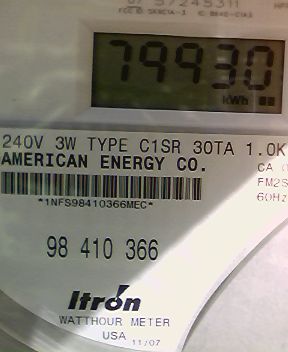 79930
kWh
240V 3W TYPE C1SR 30TA 1.0K
AMERICAN ENERGY CO.
CA
FM2S
60Hz
*1NFS98410366MEC*
98 410 366
Itron
WATTHOUR METER
USA 11/07